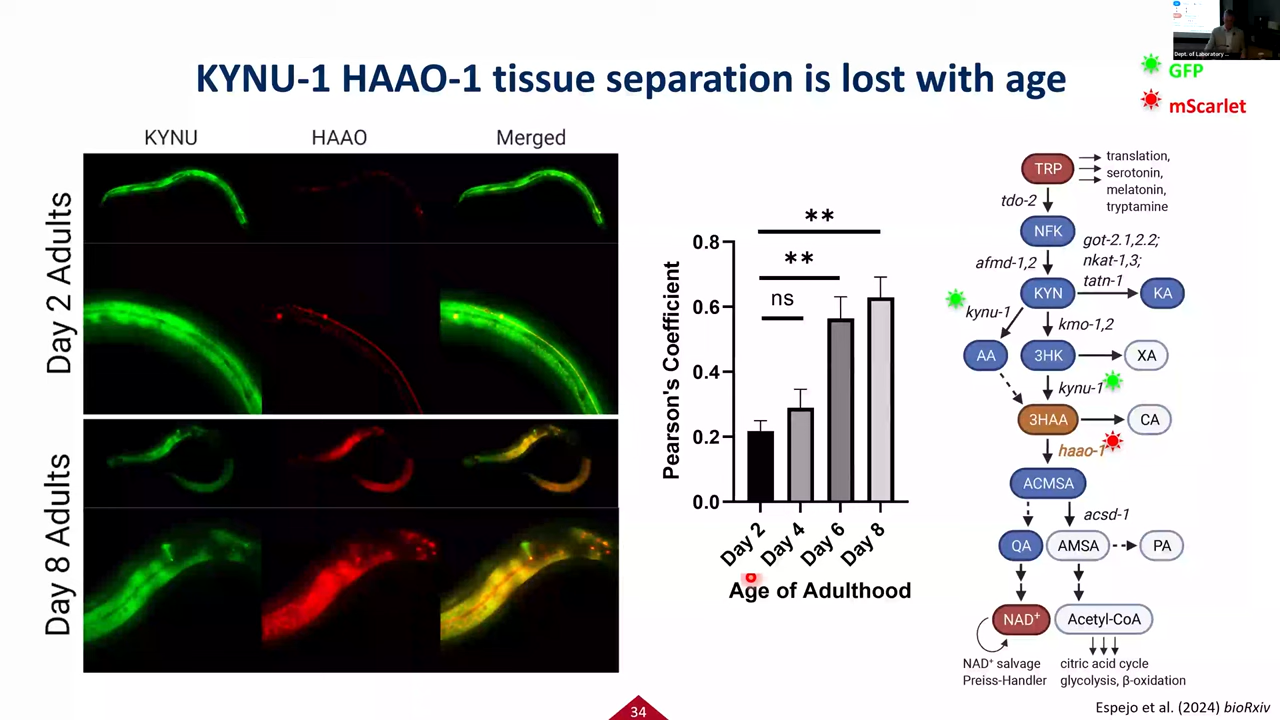 Dept. of Laboratory ...
KYNU-1 HAAO-1 tissue separation is lost with age
GFP
mScarlet
KYNU
HAAO
Merged
Day 2 Adults
Day 8 Adults
**
**
ns
Pearson's Coefficient
0.8
0.6
0.4
0.2
0.0
Day 2
Day 4
Day 6
Day 8
Age of Adulthood
TRP
translation,
serotonin,
melatonin,
tryptamine
tdo-2
NFK
got-2.1,2.2;
nkat-1,3;
tatn-1
afmd-1,2
KYN
KA
kynu-1
kmo-1,2
AA
3HK
XA
kynu-1
3HAA
CA
haao-1
ACMSA
acsd-1
QA
AMSA
PA
NAD+
Acetyl-CoA
NAD+ salvage
Preiss-Handler
citric acid cycle
glycolysis, β-oxidation
34
Espejo et al. (2024) bioRxiv